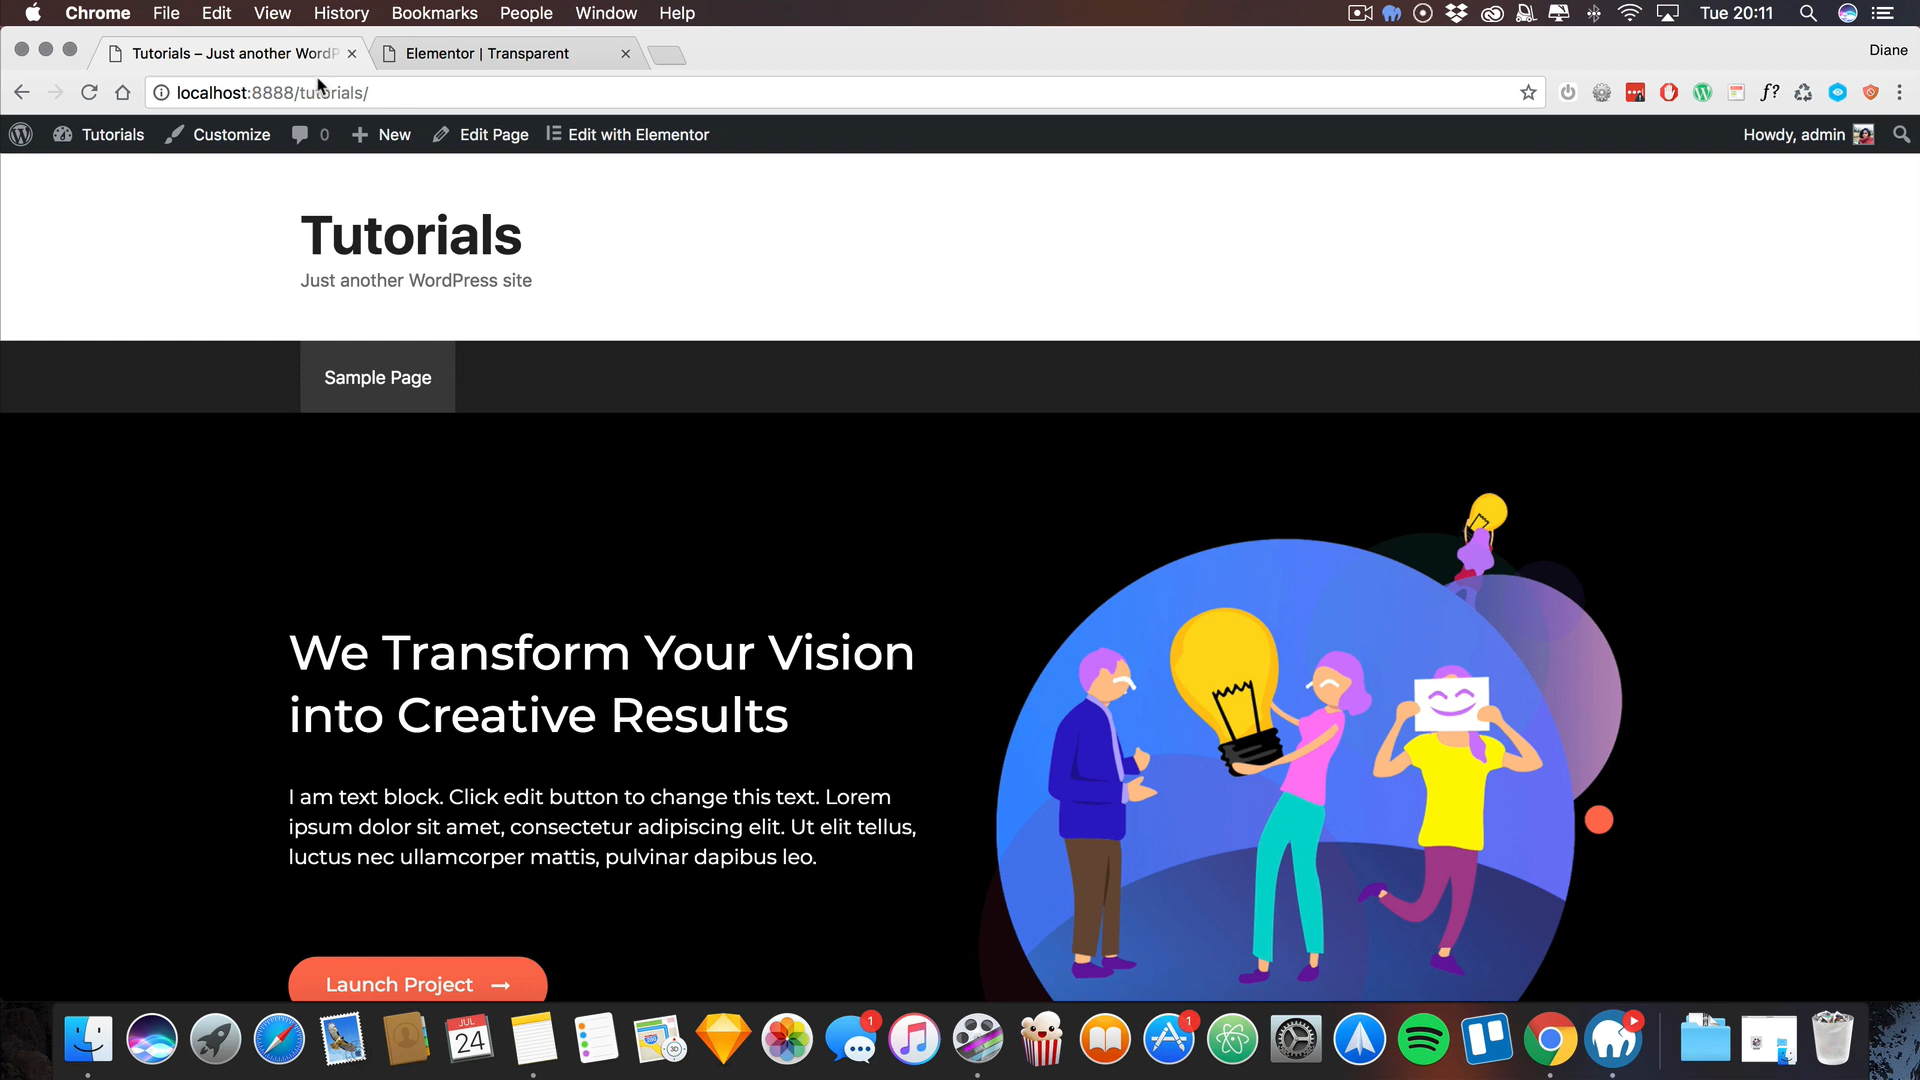 Chrome File Edit View History Bookmarks People Window Help Tue 20:11
Tutorials – Just another WordP Elementor | Transparent Diane
localhost:8888/tutorials/ f?
Tutorials Customize 0 New Edit Page Edit with Elementor Howdy, admin
Tutorials
Just another WordPress site
Sample Page
We Transform Your Vision
into Creative Results
I am text block. Click edit button to change this text. Lorem
ipsum dolor sit amet, consectetur adipiscing elit. Ut elit tellus,
luctus nec ullamcorper mattis, pulvinar dapibus leo.
Launch Project →
JUL
24
1
1
3D